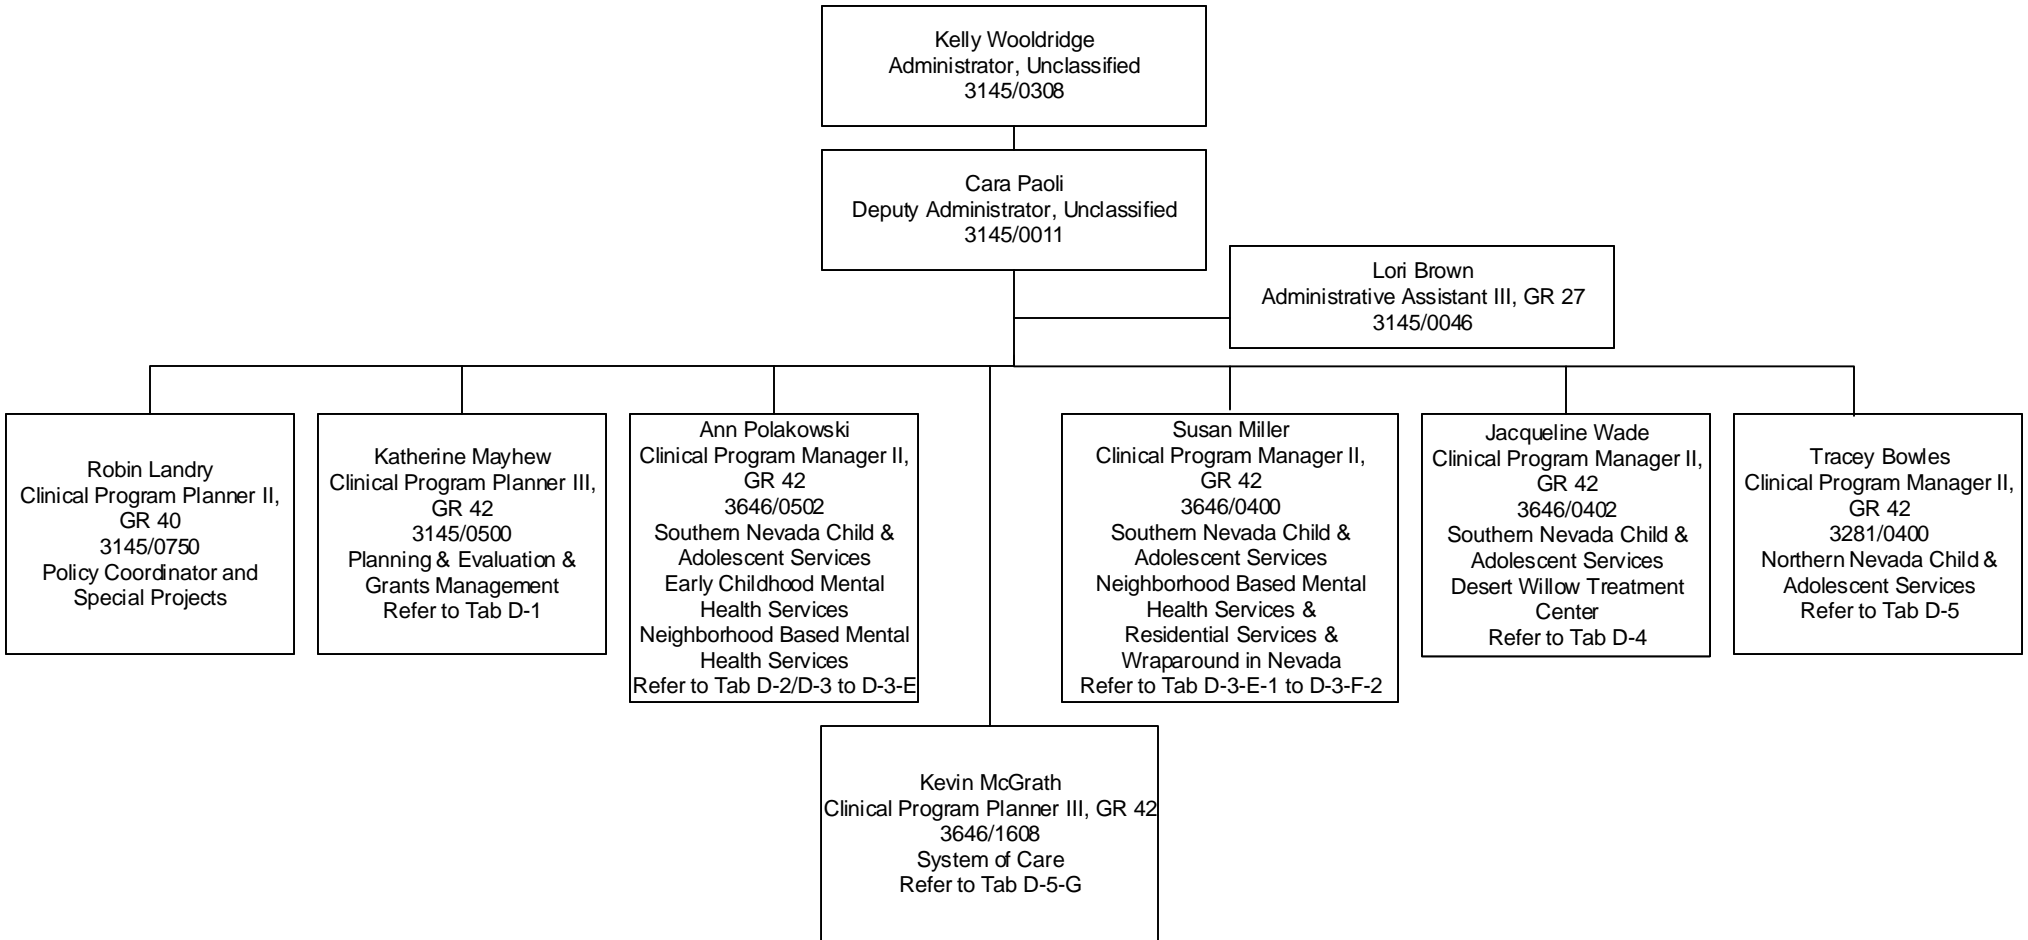 Kelly Wooldridge
Administrator, Unclassified
3145/0308
Cara Paoli
Deputy Administrator, Unclassified
3145/0011
Lori Brown
Administrative Assistant III, GR 27
3145/0046
Robin Landry
Clinical Program Planner II,
GR 40
3145/0750
Policy Coordinator and
Special Projects
Katherine Mayhew
Clinical Program Planner III,
GR 42
3145/0500
Planning & Evaluation &
Grants Management
Refer to Tab D-1
Ann Polakowski
Clinical Program Manager II,
GR 42
3646/0502
Southern Nevada Child &
Adolescent Services
Early Childhood Mental
Health Services
Neighborhood Based Mental
Health Services
Refer to Tab D-2/D-3 to D-3-E
Susan Miller
Clinical Program Manager II,
GR 42
3646/0400
Southern Nevada Child &
Adolescent Services
Neighborhood Based Mental
Health Services &
Residential Services &
Wraparound in Nevada
Refer to Tab D-3-E-1 to D-3-F-2
Jacqueline Wade
Clinical Program Manager II,
GR 42
3646/0402
Southern Nevada Child &
Adolescent Services
Desert Willow Treatment
Center
Refer to Tab D-4
Tracey Bowles
Clinical Program Manager II,
GR 42
3281/0400
Northern Nevada Child &
Adolescent Services
Refer to Tab D-5
Kevin McGrath
Clinical Program Planner III, GR 42
3646/1608
System of Care
Refer to Tab D-5-G